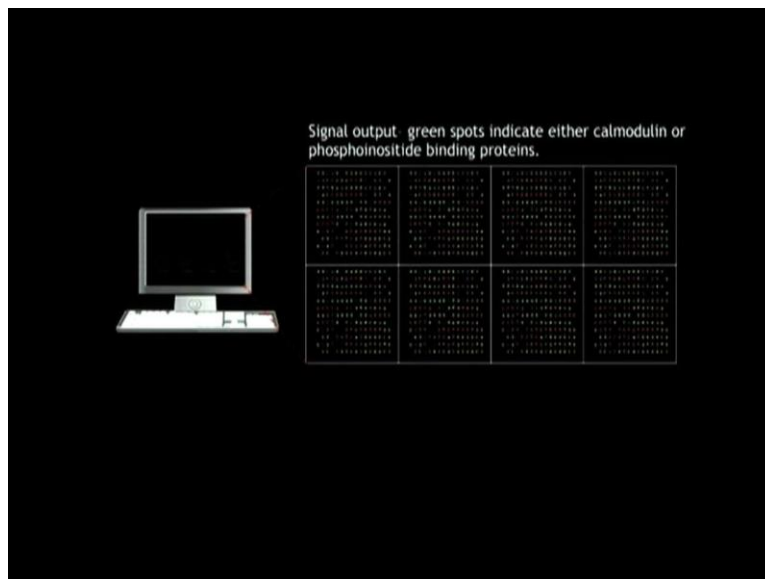 Signal output green spots indicate either calmodulin or
phosphoinositide binding proteins.